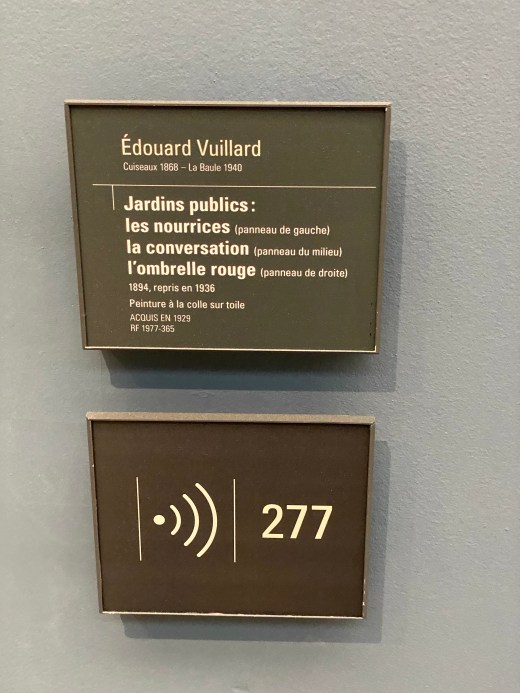 Édouard Vuillard
Cuiseaux 1868 – La Baule 1940
Jardins publics :
les nourrices (panneau de gauche)
la conversation (panneau du milieu)
l'ombrelle rouge (panneau de droite)
1894, repris en 1936
Peinture à la colle sur toile
ACQUIS EN 1929
RF 1977-365
277